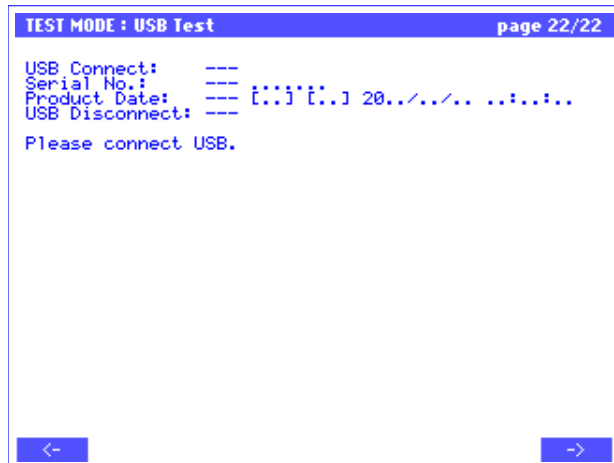 TEST MODE : USB Test page 22/22
USB Connect: ---
Serial No.: --- .......
Product Date: --- [..] [..] 20../../.. ..:..:..
USB Disconnect: ---
Please connect USB.
<- ->